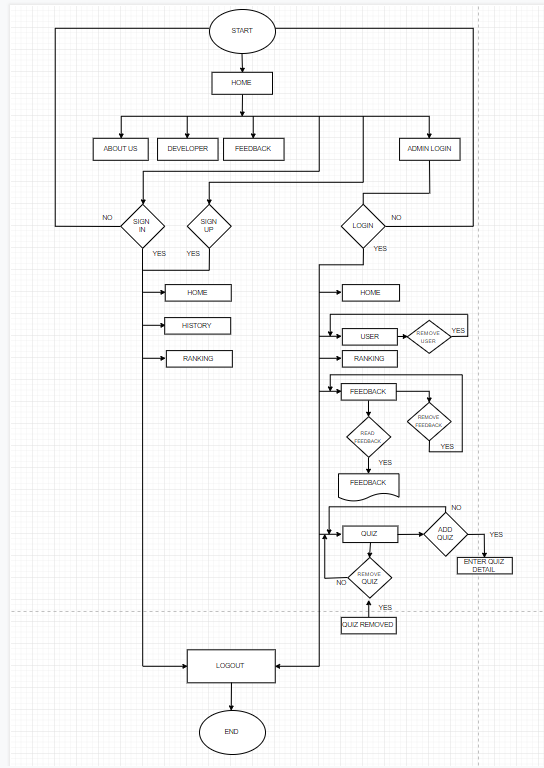 START
HOME
ABOUT US
DEVELOPER
FEEDBACK
ADMIN LOGIN
NO
SIGN
IN
SIGN
UP
LOGIN
NO
YES
YES
YES
HOME
HOME
HISTORY
USER
REMOVE
USER
YES
RANKING
RANKING
FEEDBACK
REMOVE
FEEDBACK
READ
FEEDBACK
YES
YES
FEEDBACK
NO
QUIZ
ADD
QUIZ
YES
ENTER QUIZ
DETAIL
REMOVE
QUIZ
NO
YES
QUIZ REMOVED
LOGOUT
END